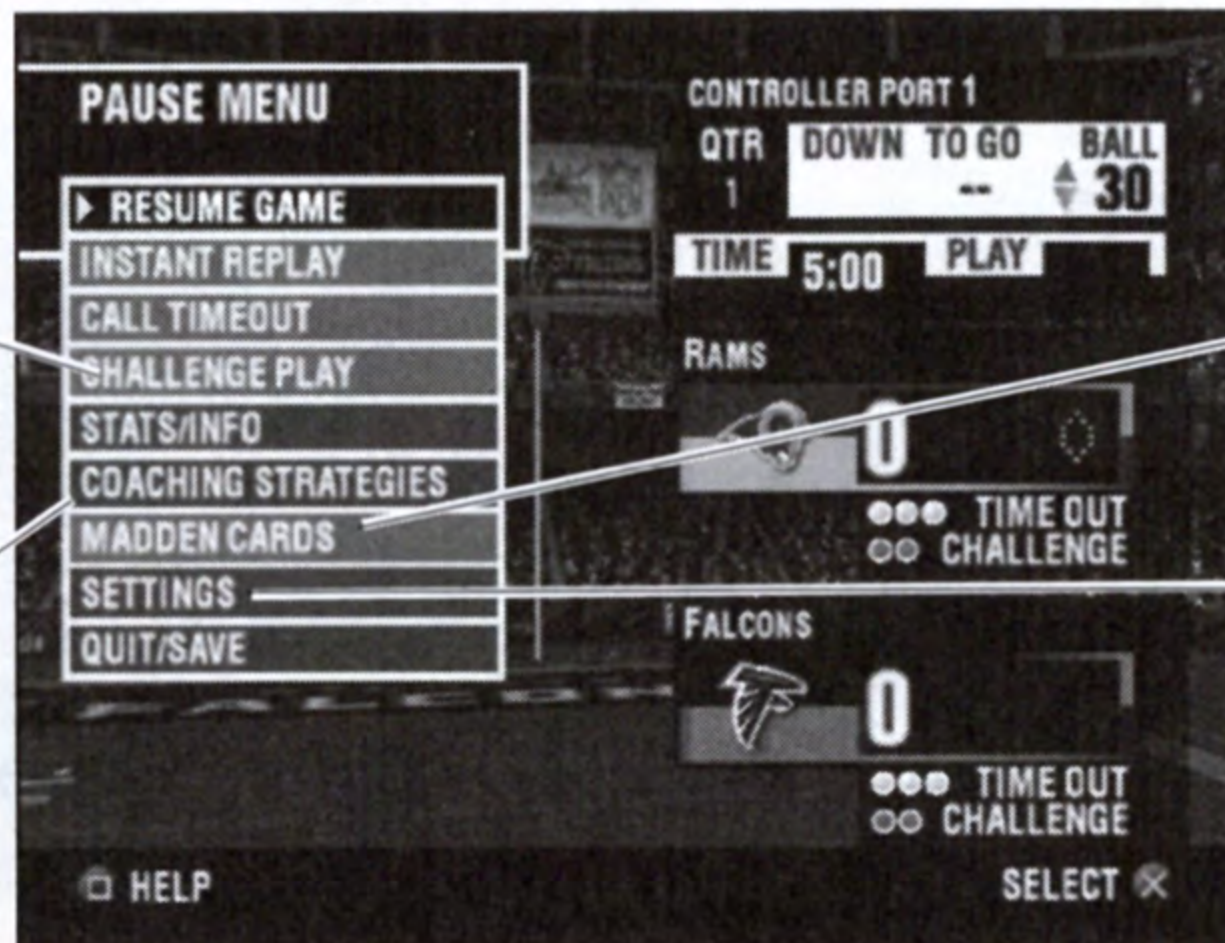 PAUSE MENU
RESUME GAME
INSTANT REPLAY
CALL TIMEOUT
CHALLENGE PLAY
STATS/INFO
COACHING STRATEGIES
MADDEN CARDS
SETTINGS
QUIT/SAVE
HELP
CONTROLLER PORT 1
QTR DOWN TO GO BALL
1 -- 30
TIME 5:00 PLAY
RAMS
0
TIME OUT
CHALLENGE
FALCONS
0
TIME OUT
CHALLENGE
SELECT